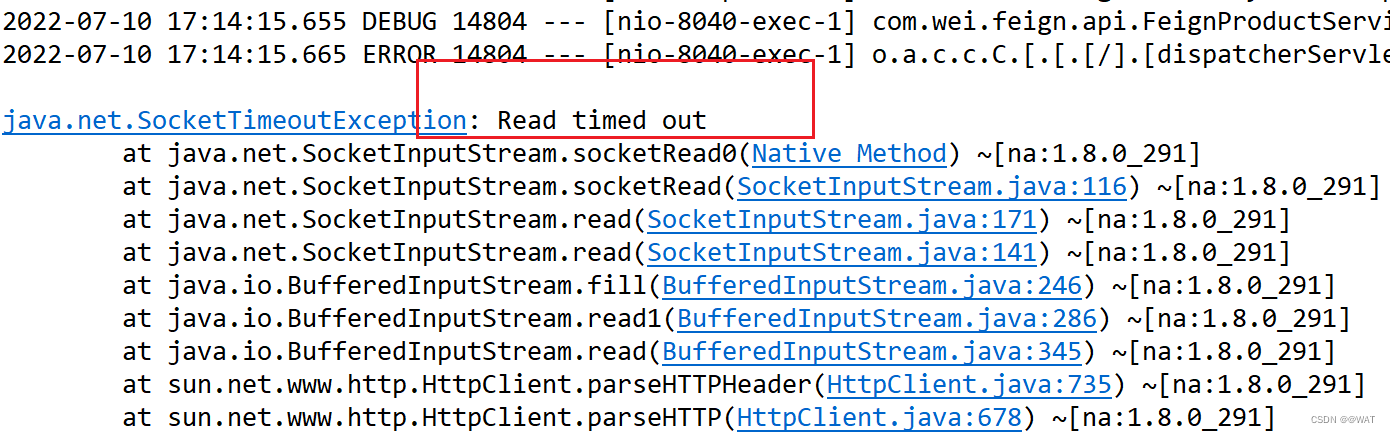 2022-07-10 17:14:15.655 DEBUG 14804 --- [nio-8040-exec-1] com.wei.feign.api.FeignProductServi
2022-07-10 17:14:15.665 ERROR 14804 --- [nio-8040-exec-1] o.a.c.c.C.[.[.[/].[dispatcherServle
java.net.SocketTimeoutException: Read timed out
at java.net.SocketInputStream.socketRead0(Native Method) ~[na:1.8.0_291]
at java.net.SocketInputStream.socketRead(SocketInputStream.java:116) ~[na:1.8.0_291]
at java.net.SocketInputStream.read(SocketInputStream.java:171) ~[na:1.8.0_291]
at java.net.SocketInputStream.read(SocketInputStream.java:141) ~[na:1.8.0_291]
at java.io.BufferedInputStream.fill(BufferedInputStream.java:246) ~[na:1.8.0_291]
at java.io.BufferedInputStream.read1(BufferedInputStream.java:286) ~[na:1.8.0_291]
at java.io.BufferedInputStream.read(BufferedInputStream.java:345) ~[na:1.8.0_291]
at sun.net.www.http.HttpClient.parseHTTPHeader(HttpClient.java:735) ~[na:1.8.0_291]
at sun.net.www.http.HttpClient.parseHTTP(HttpClient.java:678) ~[na:1.8.0_291]
CSDN @@WAT